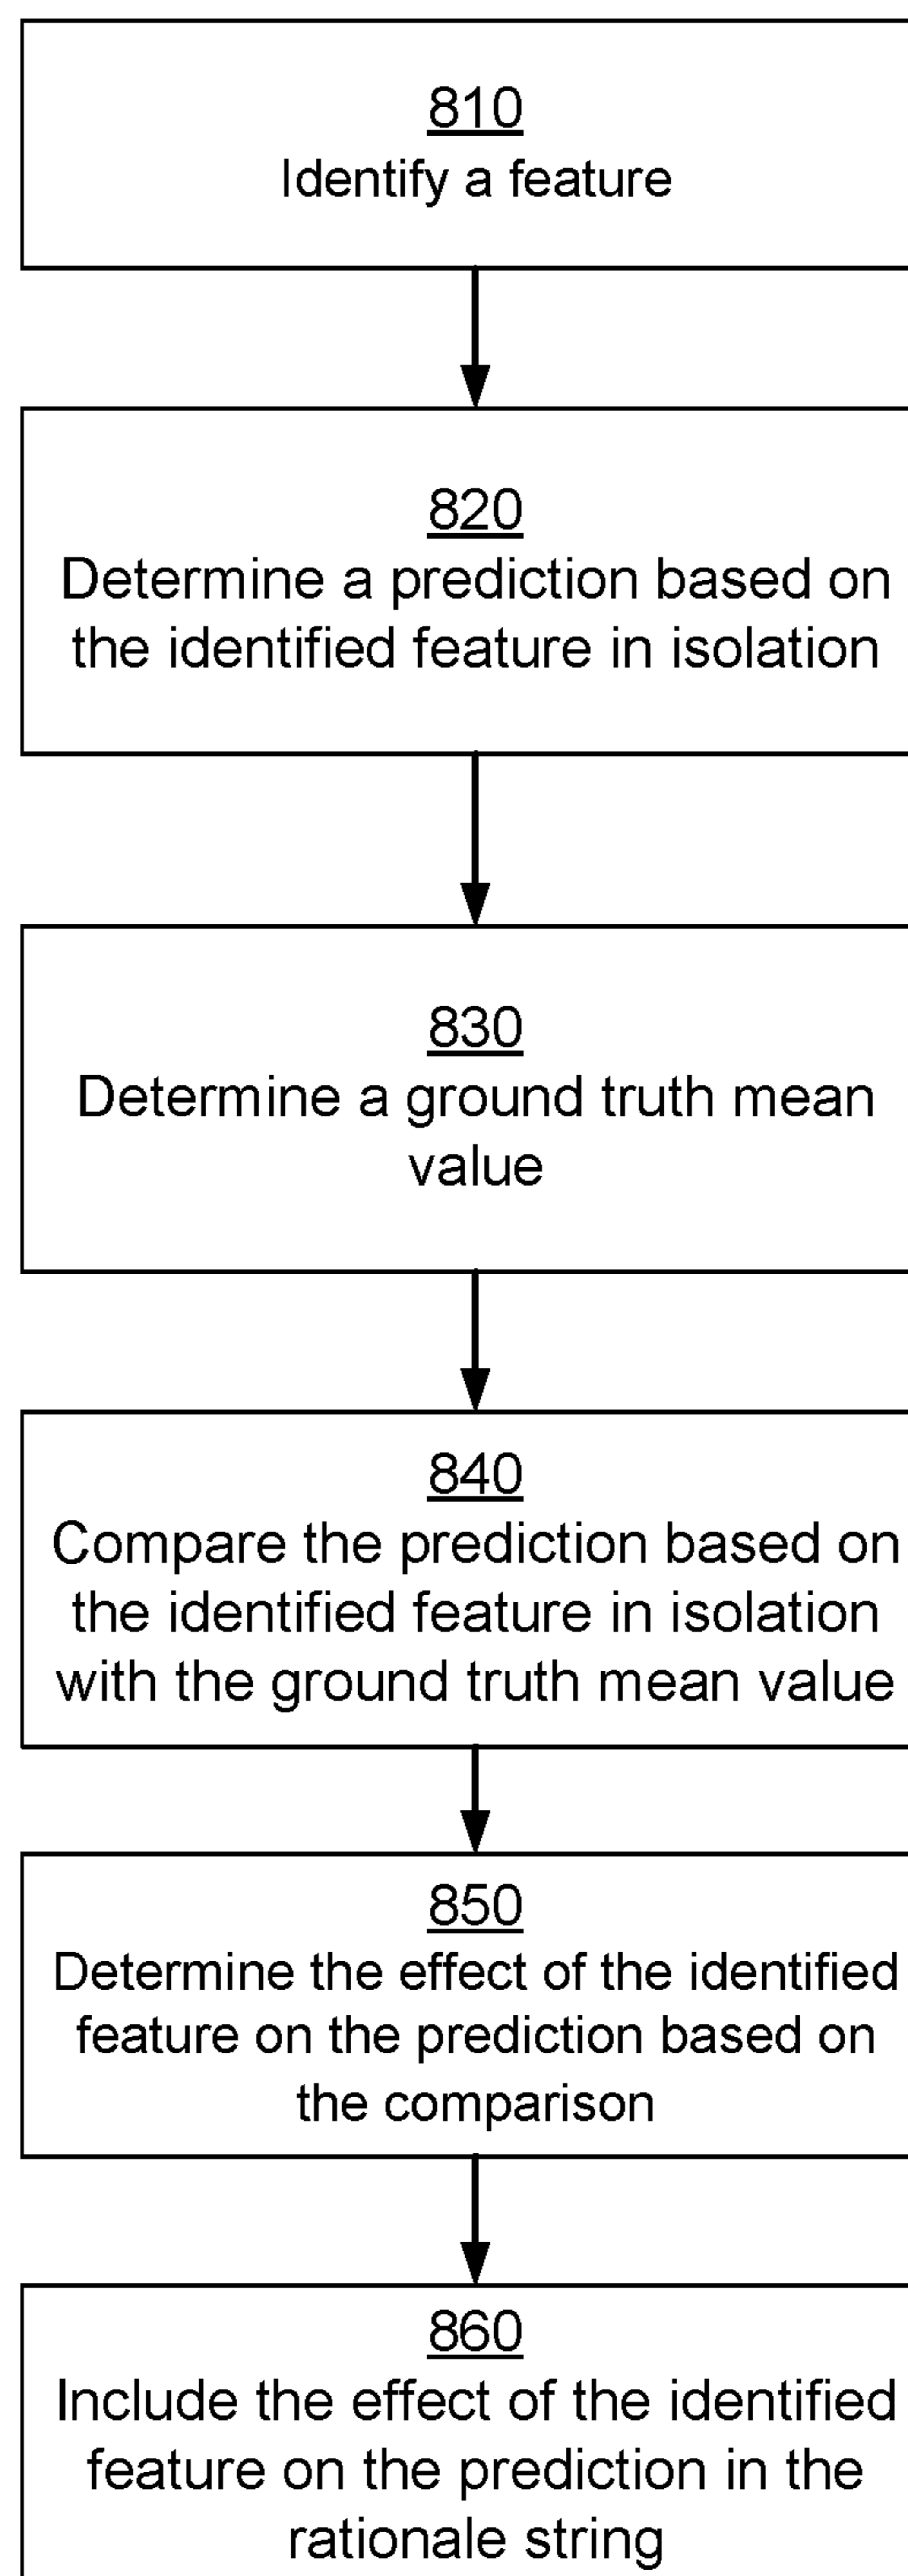 810
Identify a feature
820
Determine a prediction based on
the identified feature in isolation
830
Determine a ground truth mean
value
840
Compare the prediction based on
the identified feature in isolation
with the ground truth mean value
850
Determine the effect of the identified
feature on the prediction based on
the comparison
860
Include the effect of the identified
feature on the prediction in the
rationale string